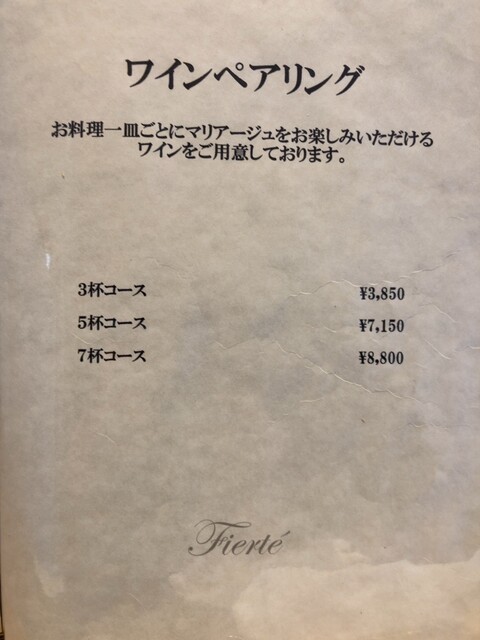 ワインペアリング
お料理一皿ごとにマリアージュをお楽しみいただける
ワインをご用意しております。
3杯コース ¥3,850
5杯コース ¥7,150
7杯コース ¥8,800
Fierté